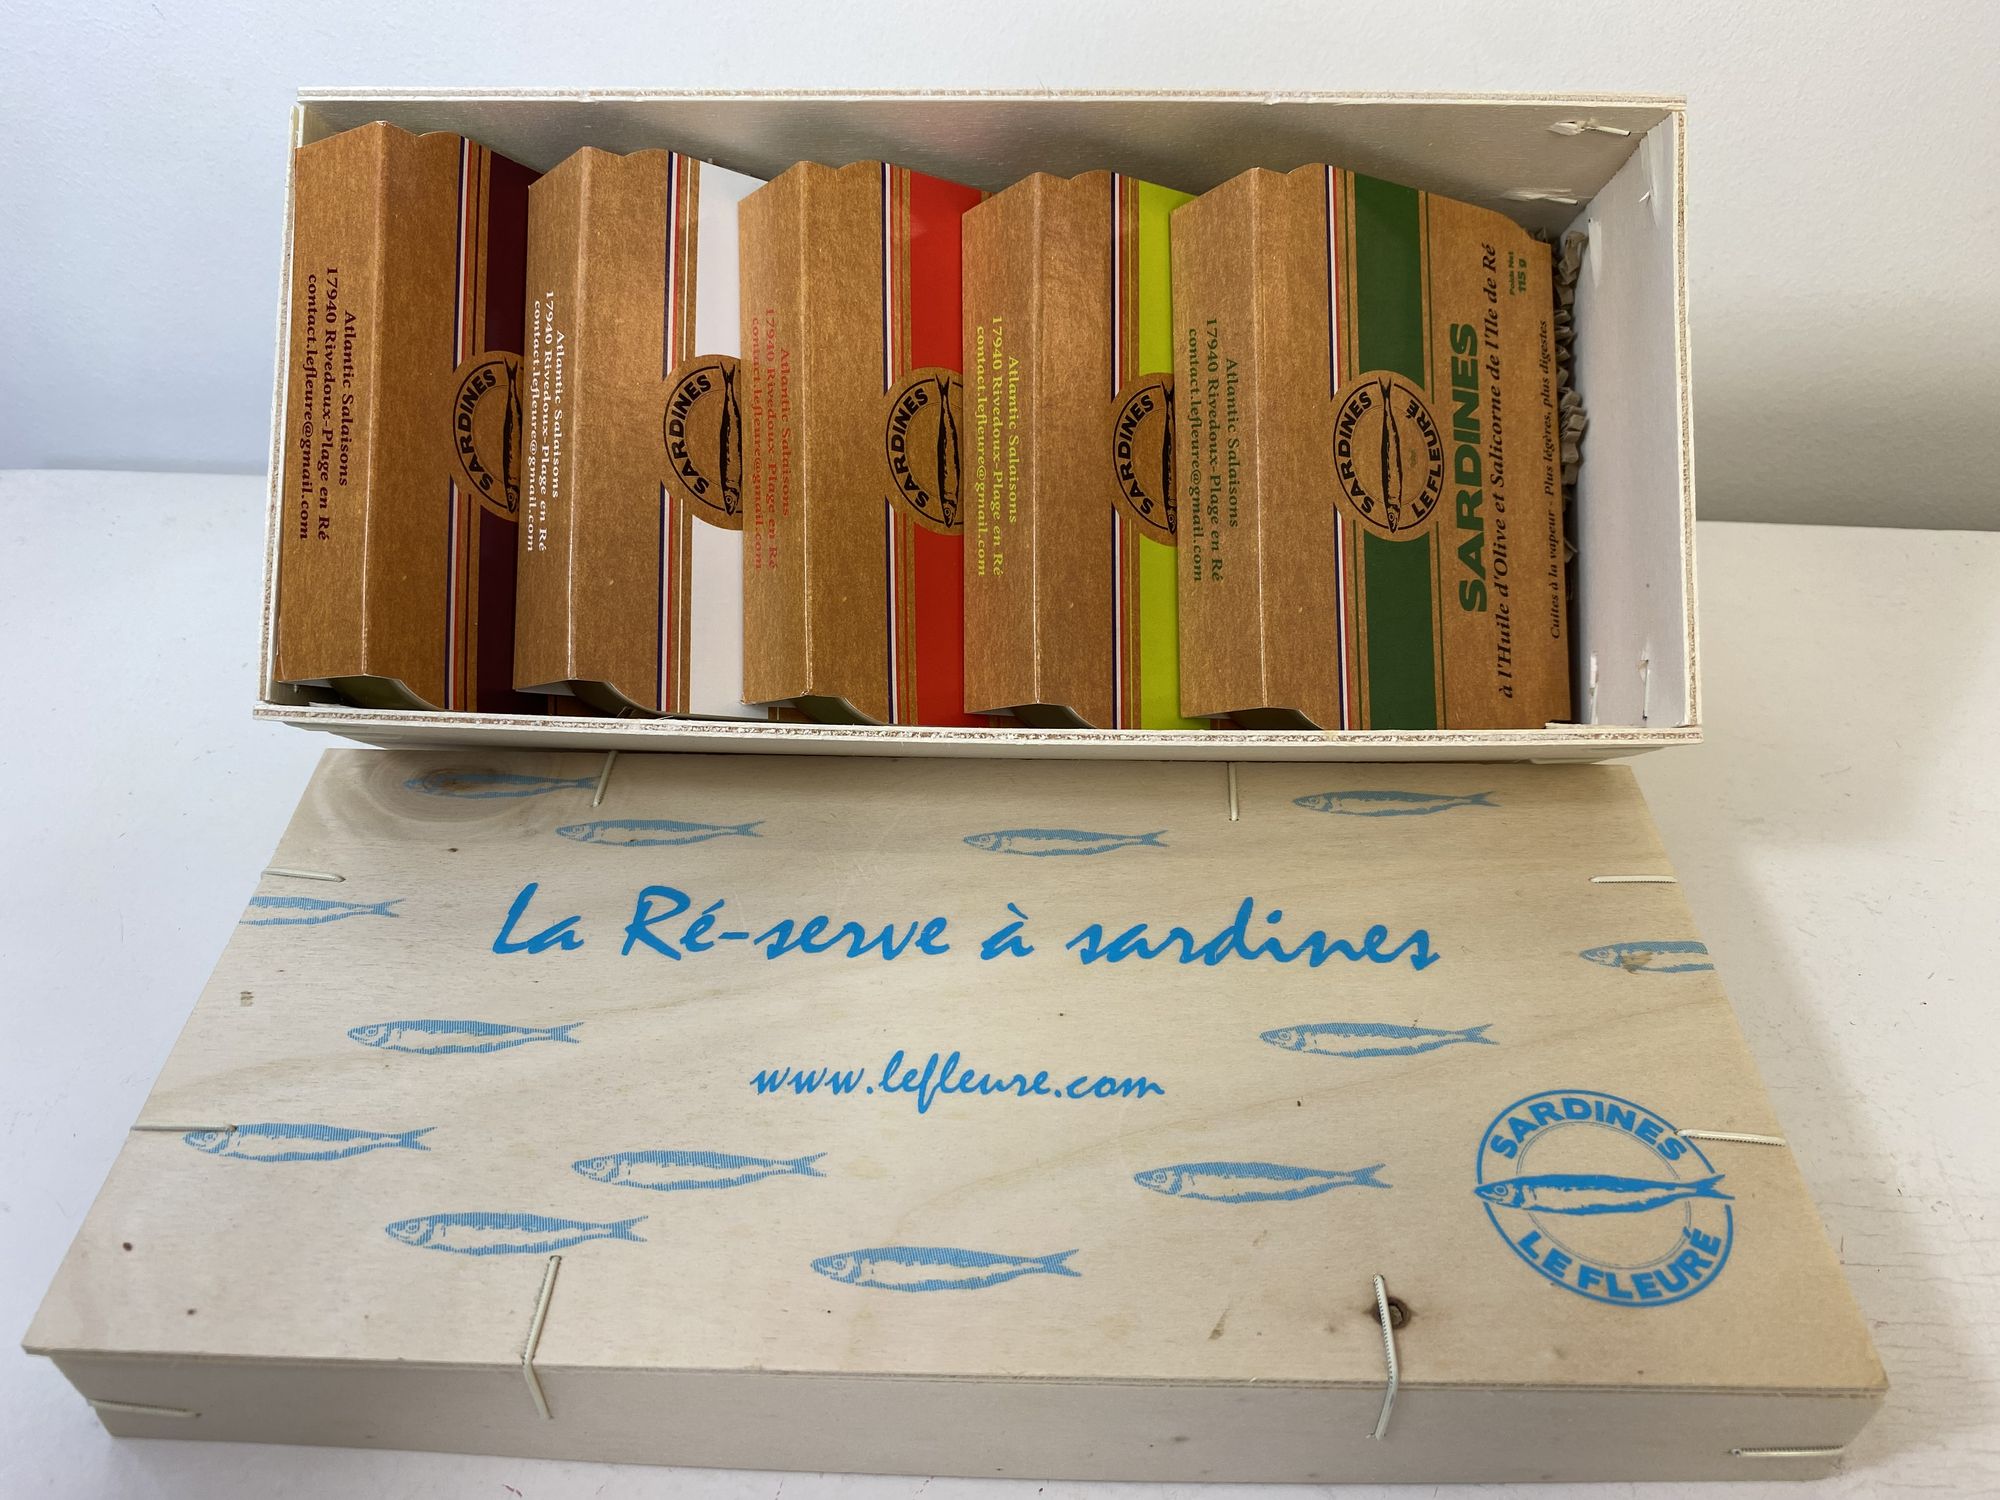 Atlantic Salaisons
17940 Rivedoux-Plage en Ré
contact.lefleure@gmail.com
SARDINES
Atlantic Salaisons
17940 Rivedoux-Plage en Ré
contact.lefleure@gmail.com
SARDINES
Atlantic Salaisons
17940 Rivedoux-Plage en Ré
contact.lefleure@gmail.com
SARDINES
Atlantic Salaisons
17940 Rivedoux-Plage en Ré
contact.lefleure@gmail.com
SARDINES
Atlantic Salaisons
17940 Rivedoux-Plage en Ré
contact.lefleure@gmail.com
SARDINES
LE FLEURÉ
SARDINES
à l'Huile d'Olive et Salicorne de l'Ile de Ré
Poids Net
115 g
Cuites à la vapeur - Plus légères, plus digestes
La Ré-serve à sardines
www.lefleure.com
SARDINES
LE FLEURÉ